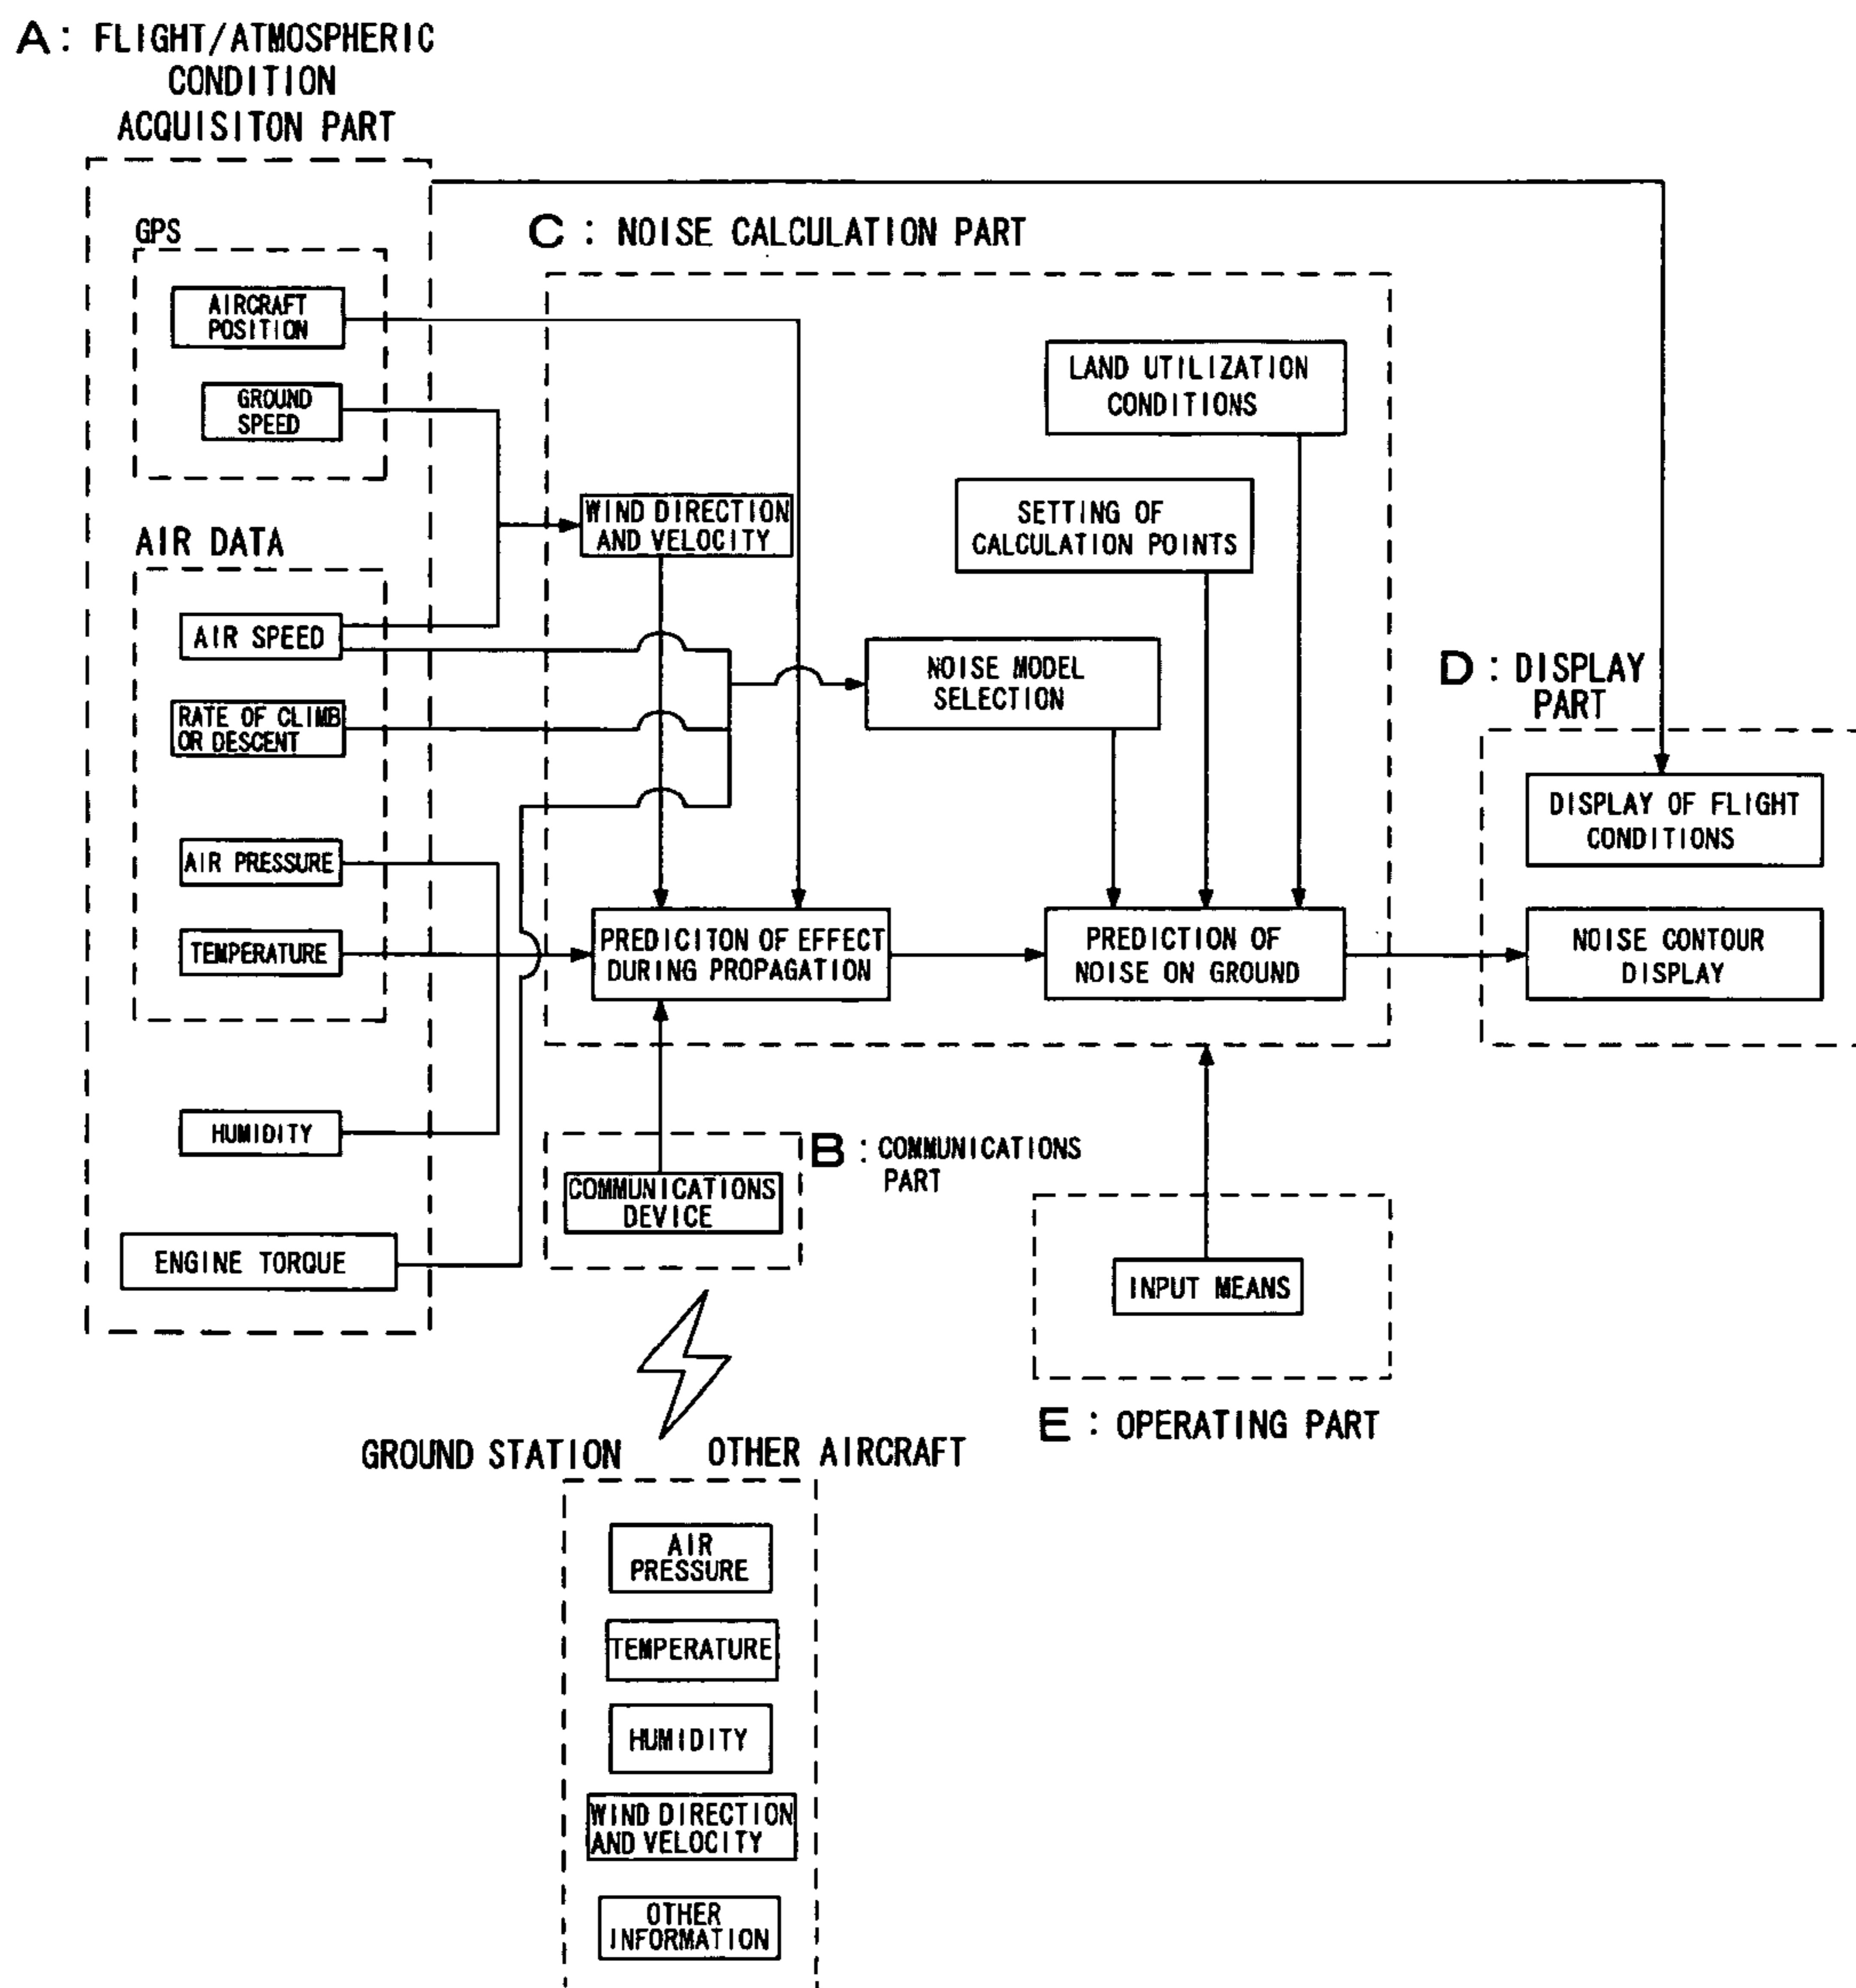 A: FLIGHT/ATMOSPHERIC
CONDITION
ACQUISITON PART
GPS
AIRCRAFT
POSITION
GROUND
SPEED
AIR DATA
AIR SPEED
RATE OF CLIMB
OR DESCENT
AIR PRESSURE
TEMPERATURE
HUMIDITY
ENGINE TORQUE
C : NOISE CALCULATION PART
LAND UTILIZATION
CONDITIONS
SETTING OF
CALCULATION POINTS
WIND DIRECTION
AND VELOCITY
NOISE MODEL
SELECTION
PREDICITON OF EFFECT
DURING PROPAGATION
PREDICTION OF
NOISE ON GROUND
D : DISPLAY
PART
DISPLAY OF FLIGHT
CONDITIONS
NOISE CONTOUR
DISPLAY
B : COMMUNICATIONS
PART
COMMUNICATIONS
DEVICE
INPUT MEANS
E : OPERATING PART
GROUND STATION OTHER AIRCRAFT
AIR
PRESSURE
TEMPERATURE
HUMIDITY
WIND DIRECTION
AND VELOCITY
OTHER
INFORMATION